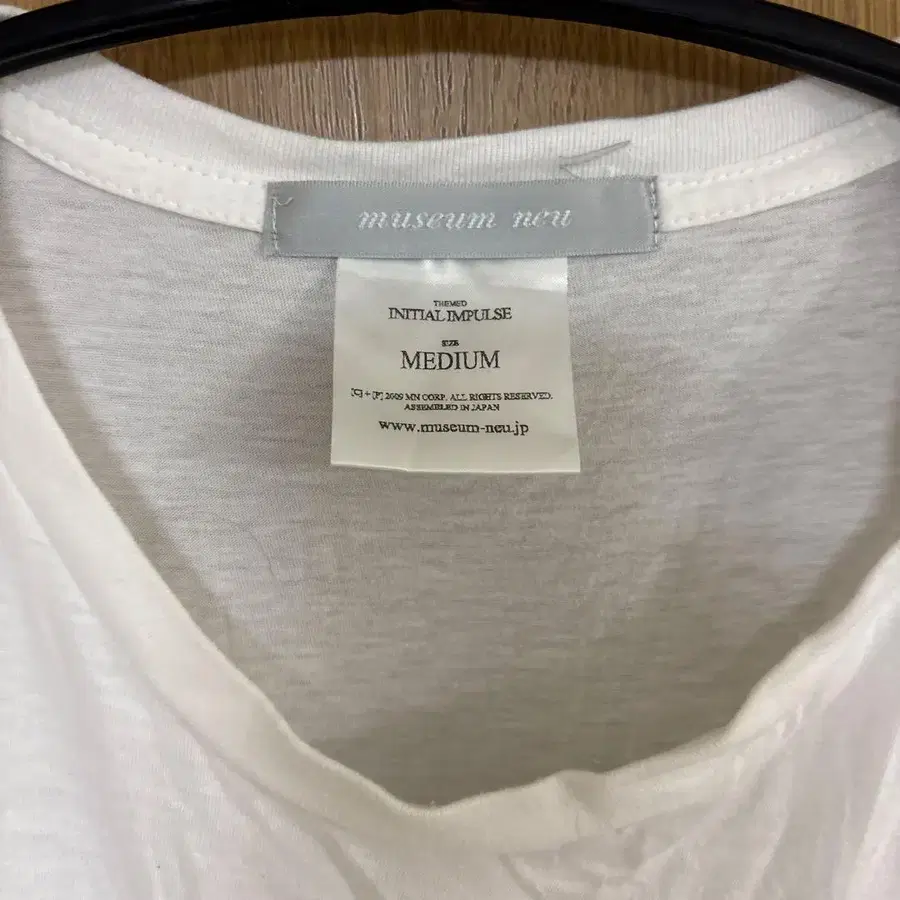 museum neu
THEMED
INITIAL IMPULSE
SIZE
MEDIUM
[C] + [P] 2009 MN CORP. ALL RIGHTS RESERVED.
ASSEMBLED IN JAPAN
www.museum-neu.jp